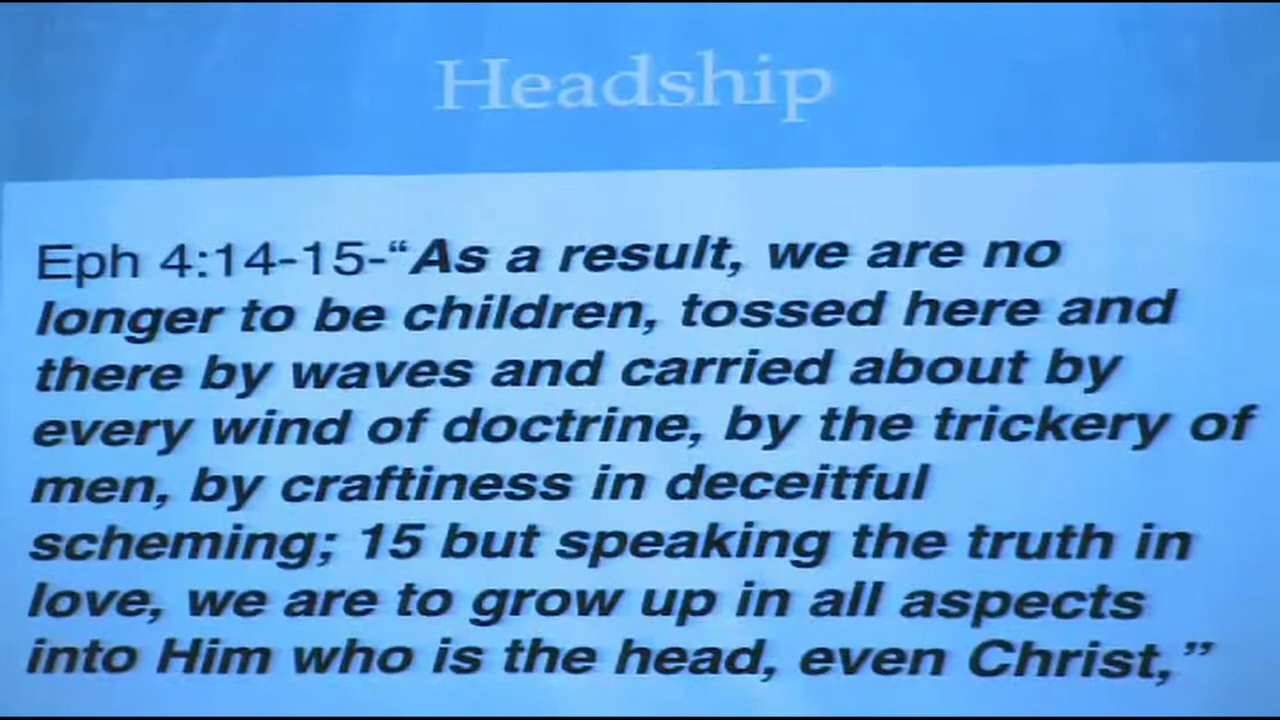 Headship
Eph 4:14-15-“As a result, we are no
longer to be children, tossed here and
there by waves and carried about by
every wind of doctrine, by the trickery of
men, by craftiness in deceitful
scheming; 15 but speaking the truth in
love, we are to grow up in all aspects
into Him who is the head, even Christ,”